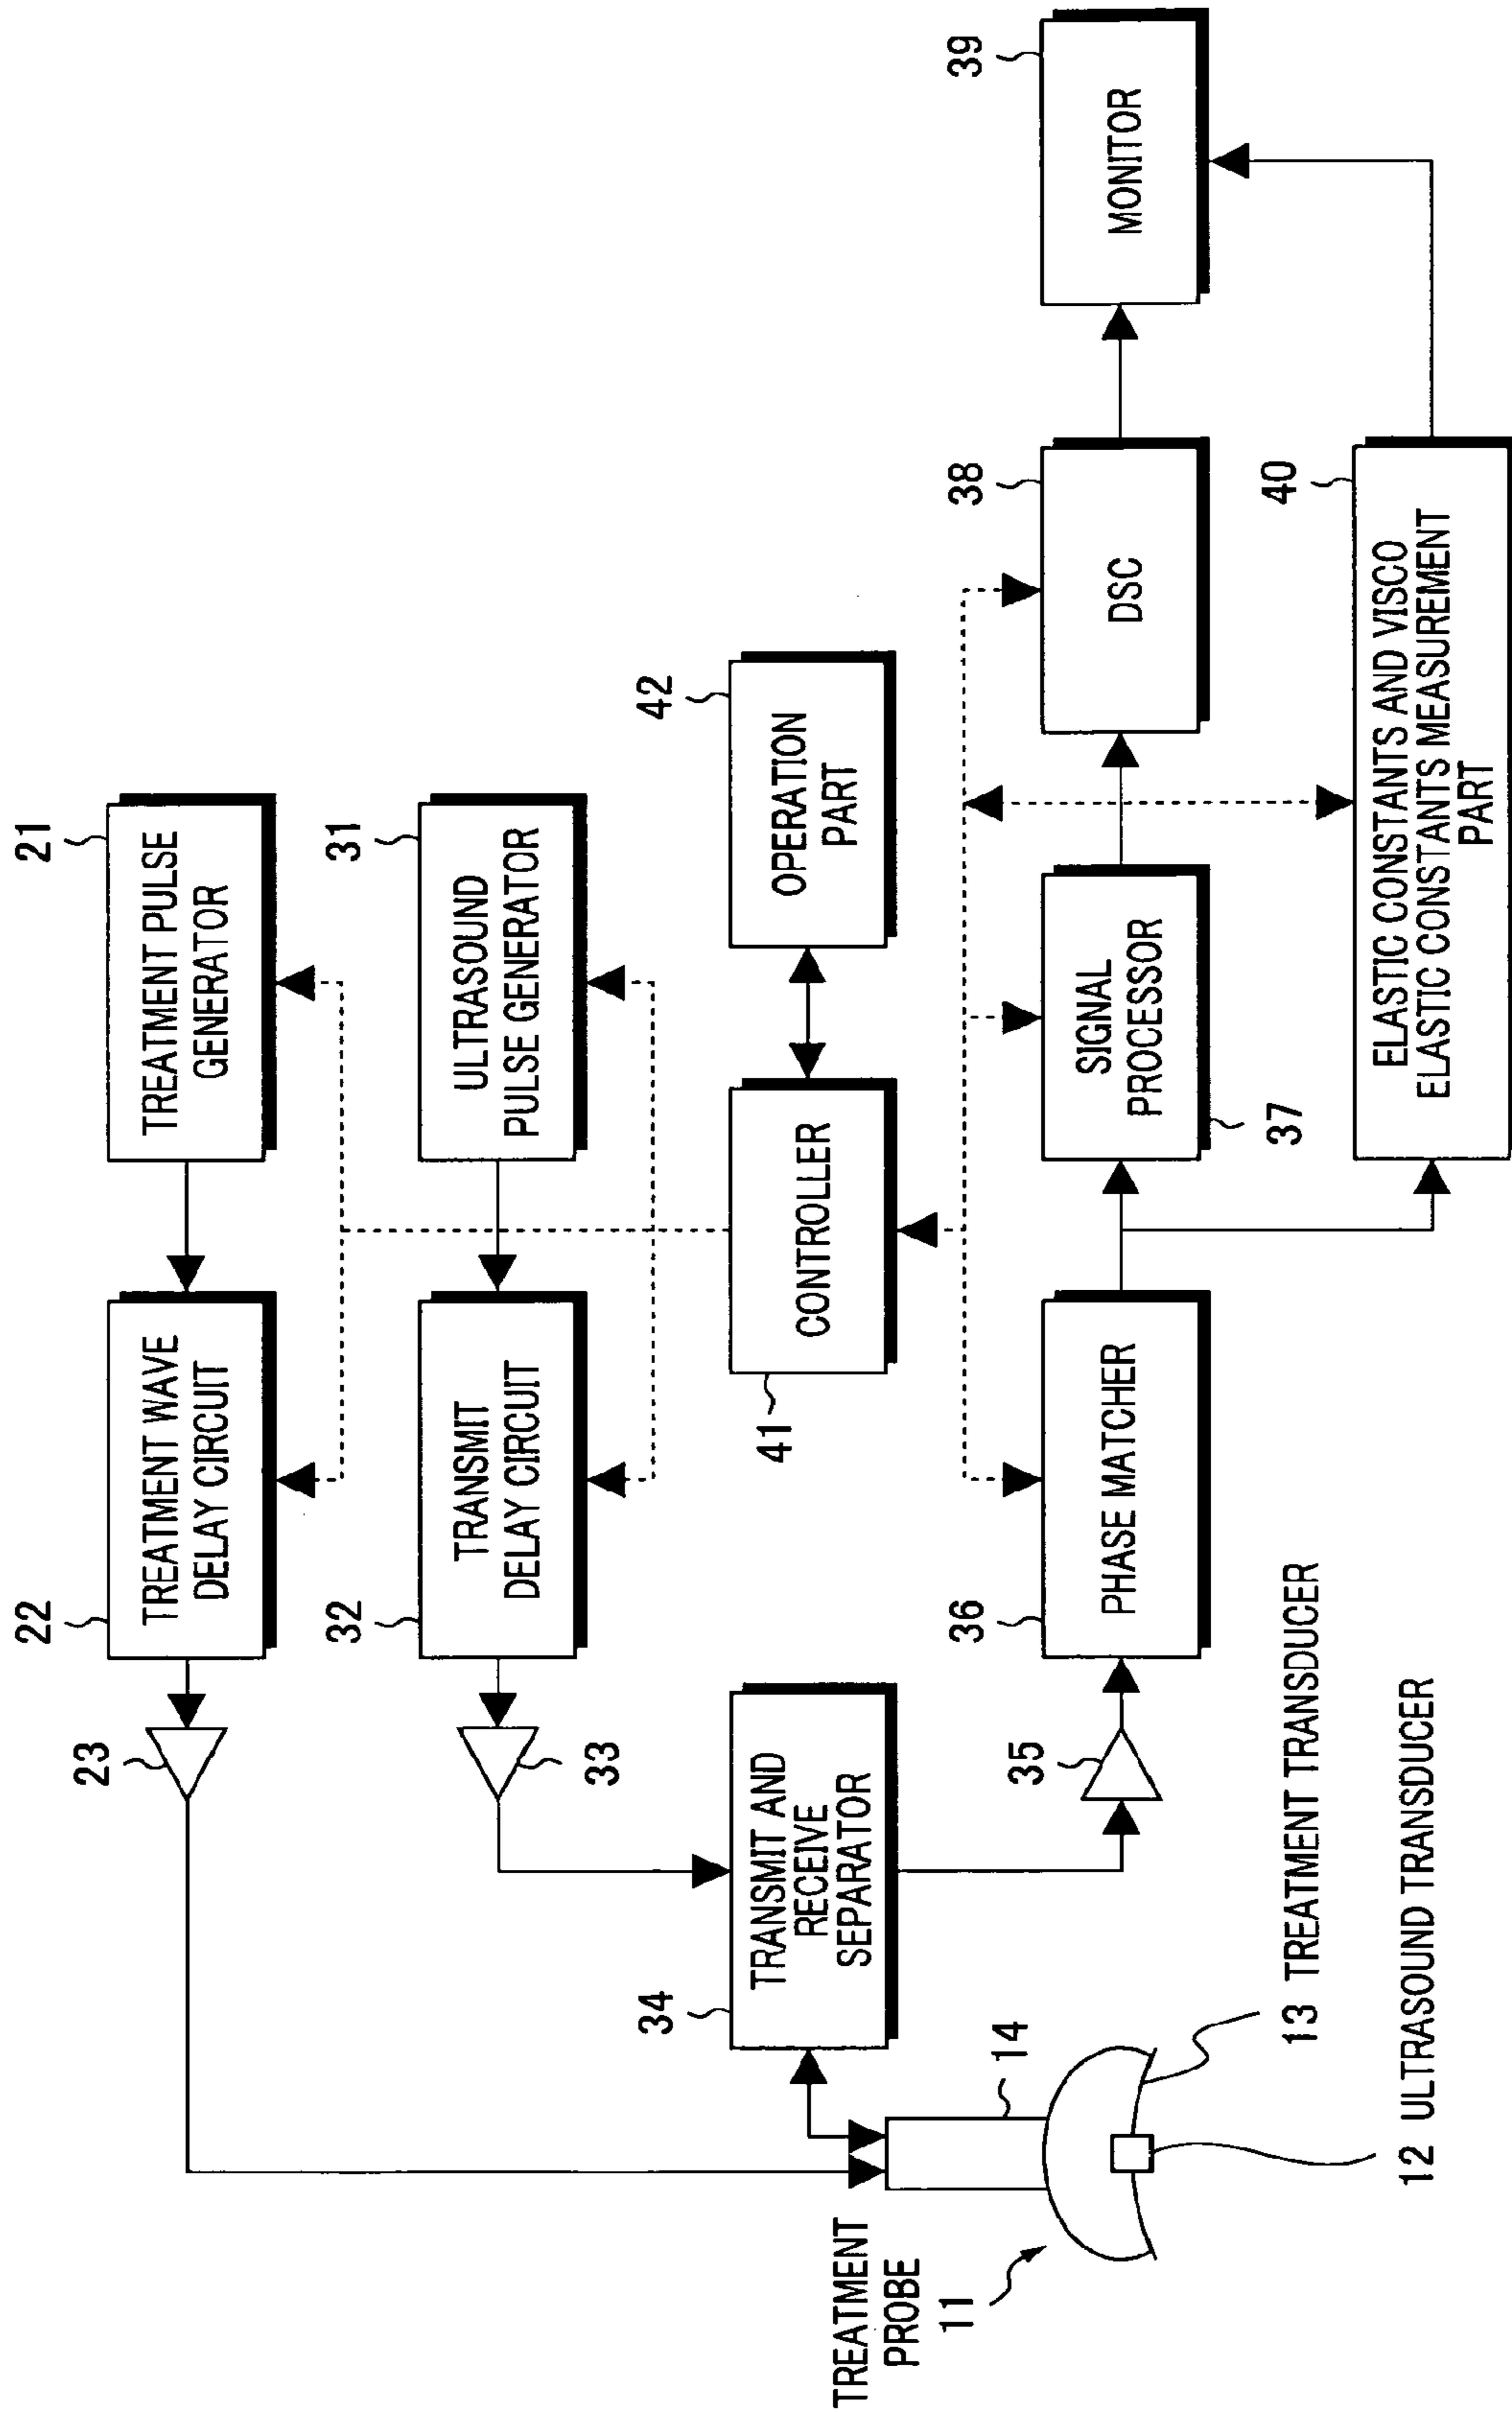 21
TREATMENT PULSE
GENERATOR
22
TREATMENT WAVE
DELAY CIRCUIT
23
31
ULTRASOUND
PULSE GENERATOR
32
TRANSMIT
DELAY CIRCUIT
33
34
TRANSMIT AND
RECEIVE
SEPARATOR
41
CONTROLLER
42
OPERATION
PART
35
36
PHASE MATCHER
37
SIGNAL
PROCESSOR
38
DSC
39
MONITOR
40
ELASTIC CONSTANTS AND VISCO
ELASTIC CONSTANTS MEASUREMENT
PART
TREATMENT
PROBE
11
14
13 TREATMENT TRANSDUCER
12 ULTRASOUND TRANSDUCER